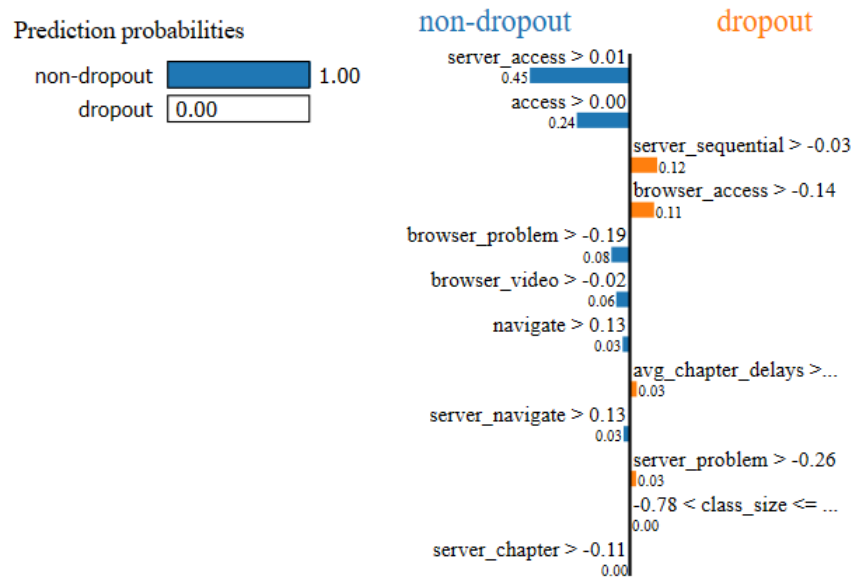 Prediction probabilities
non-dropout 1.00
dropout 0.00
non-dropout dropout
server_access > 0.01
0.45
access > 0.00
0.24
server_sequential > -0.03
0.12
browser_access > -0.14
0.11
browser_problem > -0.19
0.08
browser_video > -0.02
0.06
navigate > 0.13
0.03
avg_chapter_delays >...
0.03
server_navigate > 0.13
0.03
server_problem > -0.26
0.03
-0.78 < class_size <= ...
0.00
server_chapter > -0.11
0.00